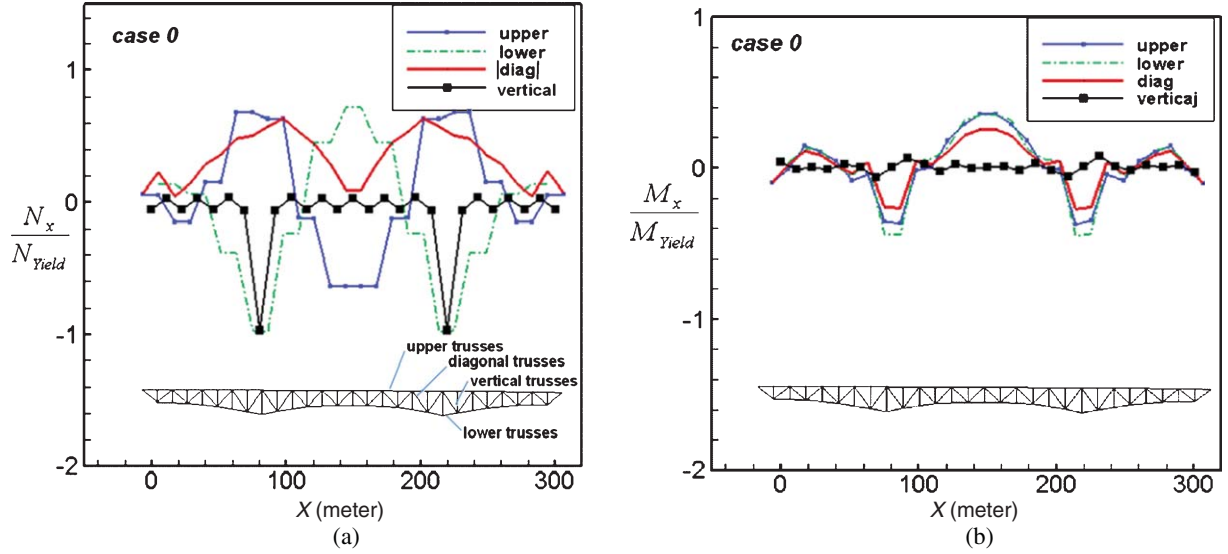 case 0
upper
lower
|diag|
vertical
1
0
-1
-2
N_x
N_Yield
upper trusses
diagonal trusses
vertical trusses
lower trusses
0 100 200 300
X (meter)
(a)
case 0
upper
lower
diag
verticaj
1
0
-1
-2
M_x
M_Yield
0 100 200 300
X (meter)
(b)